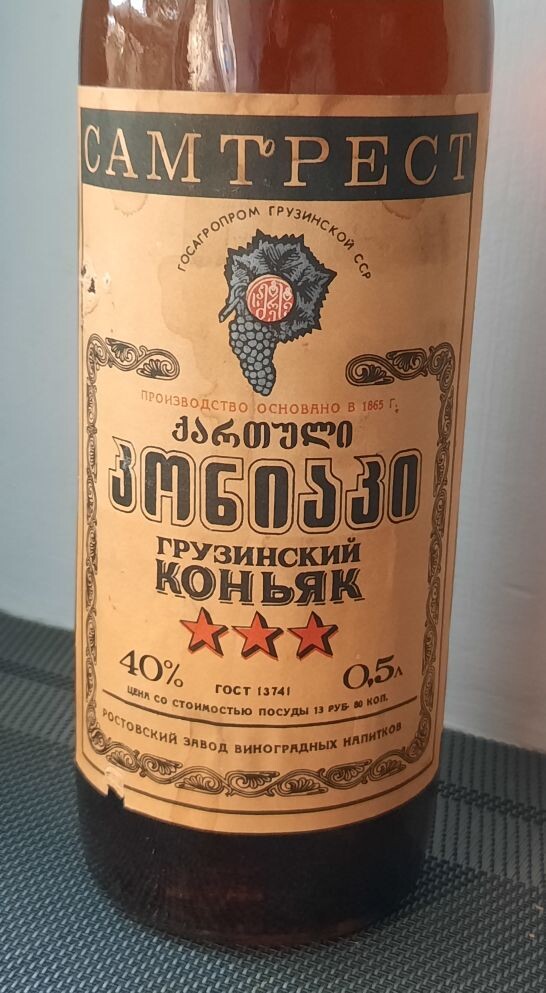 САМТРЕСТ
ГОСАГРОПРОМ ГРУЗИНСКОЙ ССР
ПРОИЗВОДСТВО ОСНОВАНО В 1865 Г.
ქართული
კონიაკი
ГРУЗИНСКИЙ
КОНЬЯК
40% ГОСТ 13741 0,5л
ЦЕНА СО СТОИМОСТЬЮ ПОСУДЫ 13 РУБ. 80 КОП.
РОСТОВСКИЙ ЗАВОД ВИНОГРАДНЫХ НАПИТКОВ